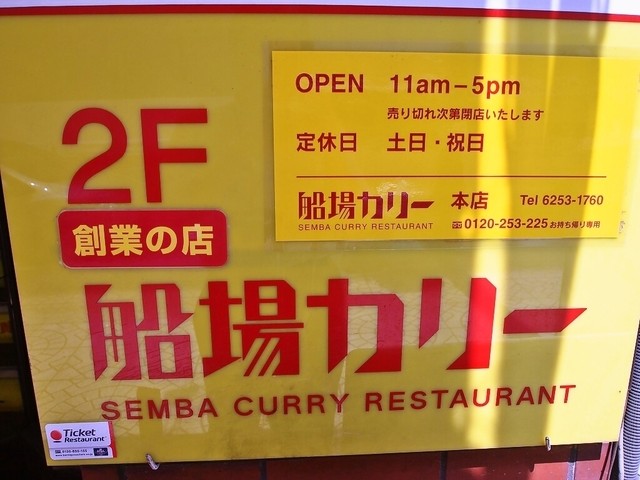 OPEN 11am－5pm
売り切れ次第閉店いたします
定休日 土日・祝日
船場カリー 本店 Tel 6253-1760
SEMBA CURRY RESTAURANT 0120-253-225 お持ち帰り専用
2F
創業の店
船場カリー
SEMBA CURRY RESTAURANT
Ticket
Restaurant